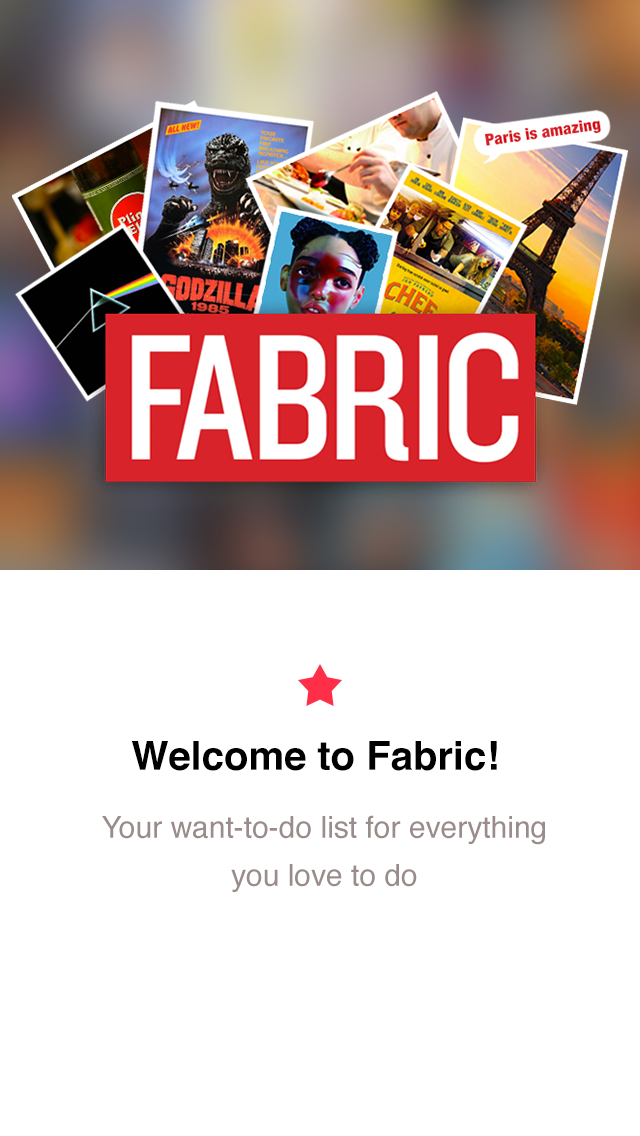 Paris is amazing
ALL NEW!
GODZILLA
1985
CHEF
FABRIC
Welcome to Fabric!
Your want-to-do list for everything
you love to do